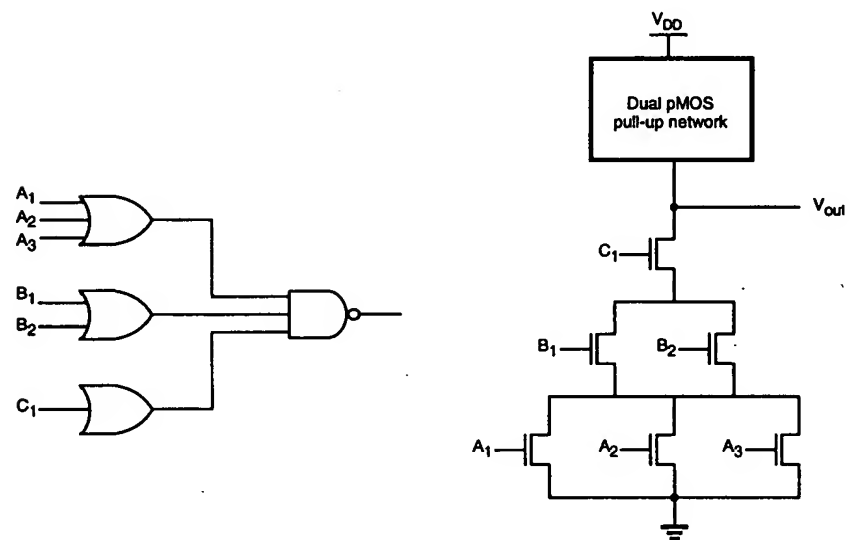 A1
A2
A3
B1
B2
C1
VDD
Dual pMOS
pull-up network
Vout
C1
B1
B2
A1
A2
A3